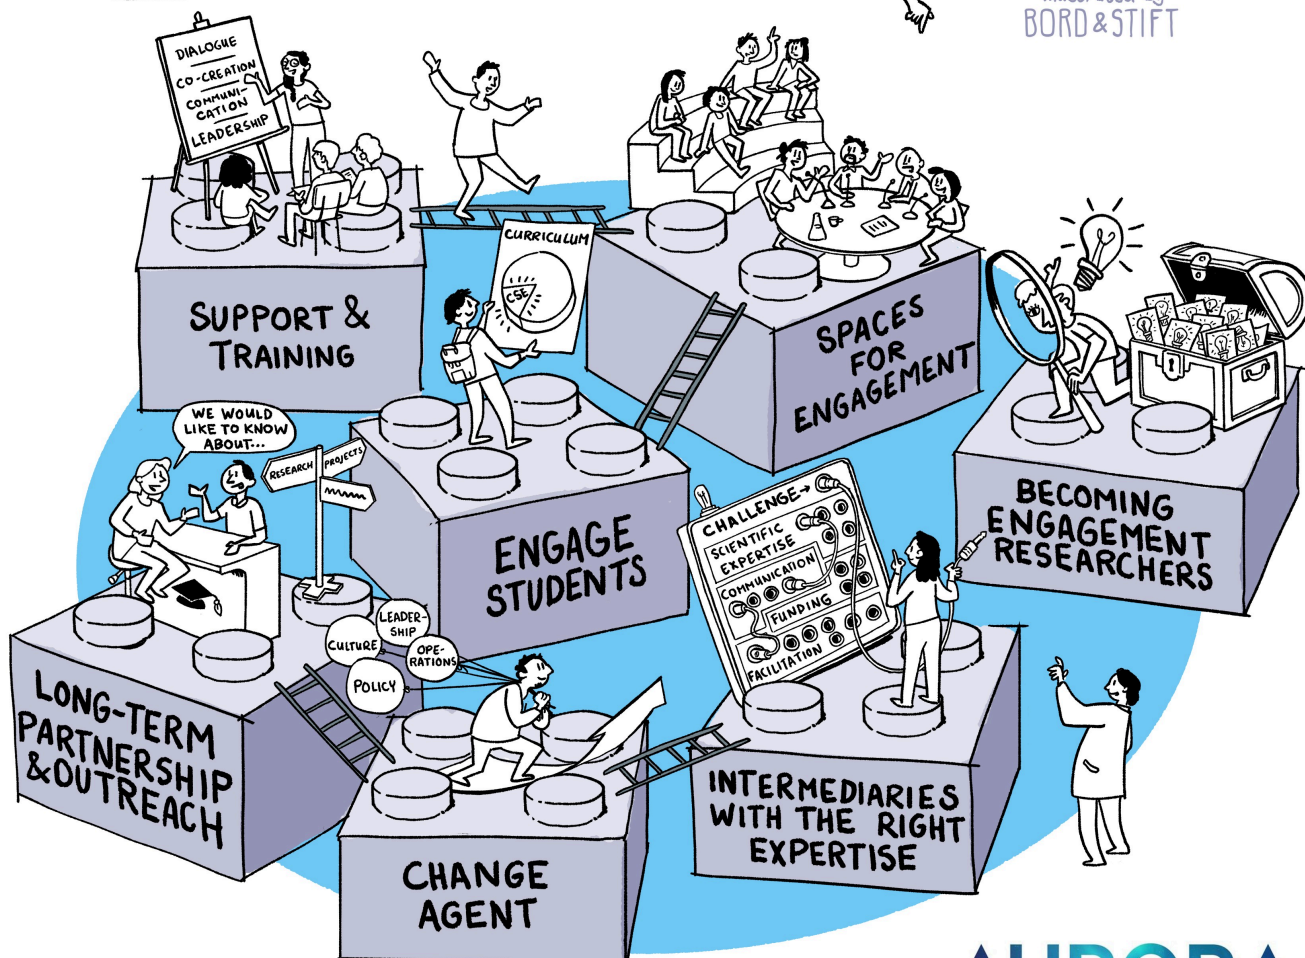 BORD & STIFT
DIALOGUE
CO-CREATION
COMMUNI-
CATION
LEADERSHIP
SUPPORT &
TRAINING
CURRICULUM
CSE
SPACES
FOR
ENGAGEMENT
WE WOULD
LIKE TO KNOW
ABOUT...
RESEARCH
PROJECTS
ENGAGE
STUDENTS
BECOMING
ENGAGEMENT
RESEARCHERS
CHALLENGE→
SCIENTIFIC
EXPERTISE
COMMUNICATION
FUNDING
FACILITATION
LEADER-
SHIP
CULTURE
OPE-
RATIONS
POLICY
LONG-TERM
PARTNERSHIP
&OUTREACH
CHANGE
AGENT
INTERMEDIARIES
WITH THE RIGHT
EXPERTISE
AURORA